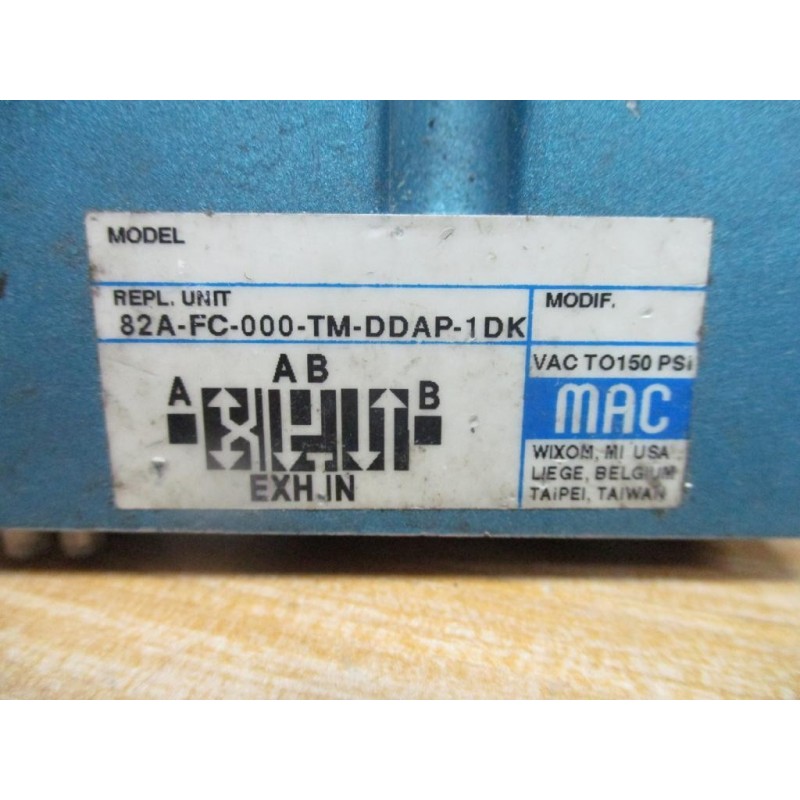 MODEL
REPL. UNIT
82A-FC-000-TM-DDAP-1DK
MODIF.
VAC TO150 PSi
A B
A
B
EXH.IN
MAC
WIXOM, MI USA
LIEGE, BELGIUM
TAIPEI, TAIWAN